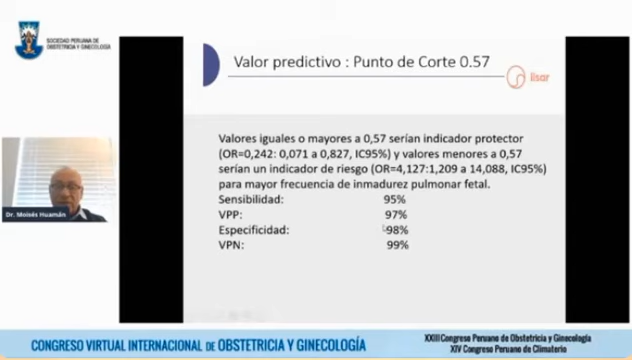 SOCIEDAD PERUANA DE
OBSTETRICIA Y GINECOLOGÍA
Valor predictivo : Punto de Corte 0.57
lisar
Valores iguales o mayores a 0,57 serían indicador protector
(OR=0,242: 0,071 a 0,827, IC95%) y valores menores a 0,57
serían un indicador de riesgo (OR=4,127:1,209 a 14,088, IC95%)
para mayor frecuencia de inmadurez pulmonar fetal.
Sensibilidad: 95%
VPP: 97%
Especificidad: 98%
VPN: 99%
Dr. Moisés Huamán
CONGRESO VIRTUAL INTERNACIONAL DE OBSTETRICIA Y GINECOLOGÍA
XXIII Congreso Peruano de Obstetricia y Ginecología
XIV Congreso Peruano de Climaterio